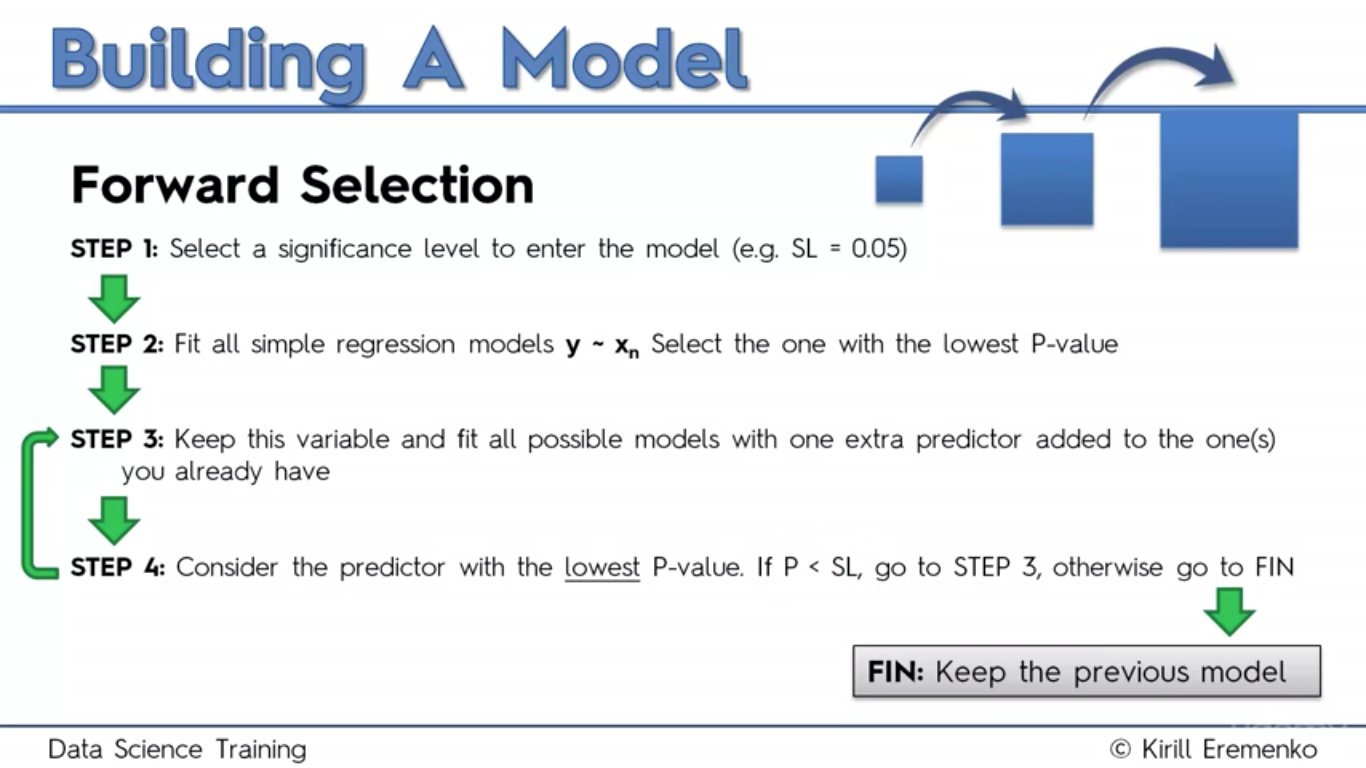 Building A Model
Forward Selection
STEP 1: Select a significance level to enter the model (e.g. SL = 0.05)
STEP 2: Fit all simple regression models y ~ xn Select the one with the lowest P-value
STEP 3: Keep this variable and fit all possible models with one extra predictor added to the one(s)
you already have
STEP 4: Consider the predictor with the lowest P-value. If P < SL, go to STEP 3, otherwise go to FIN
FIN: Keep the previous model
Data Science Training
© Kirill Eremenko